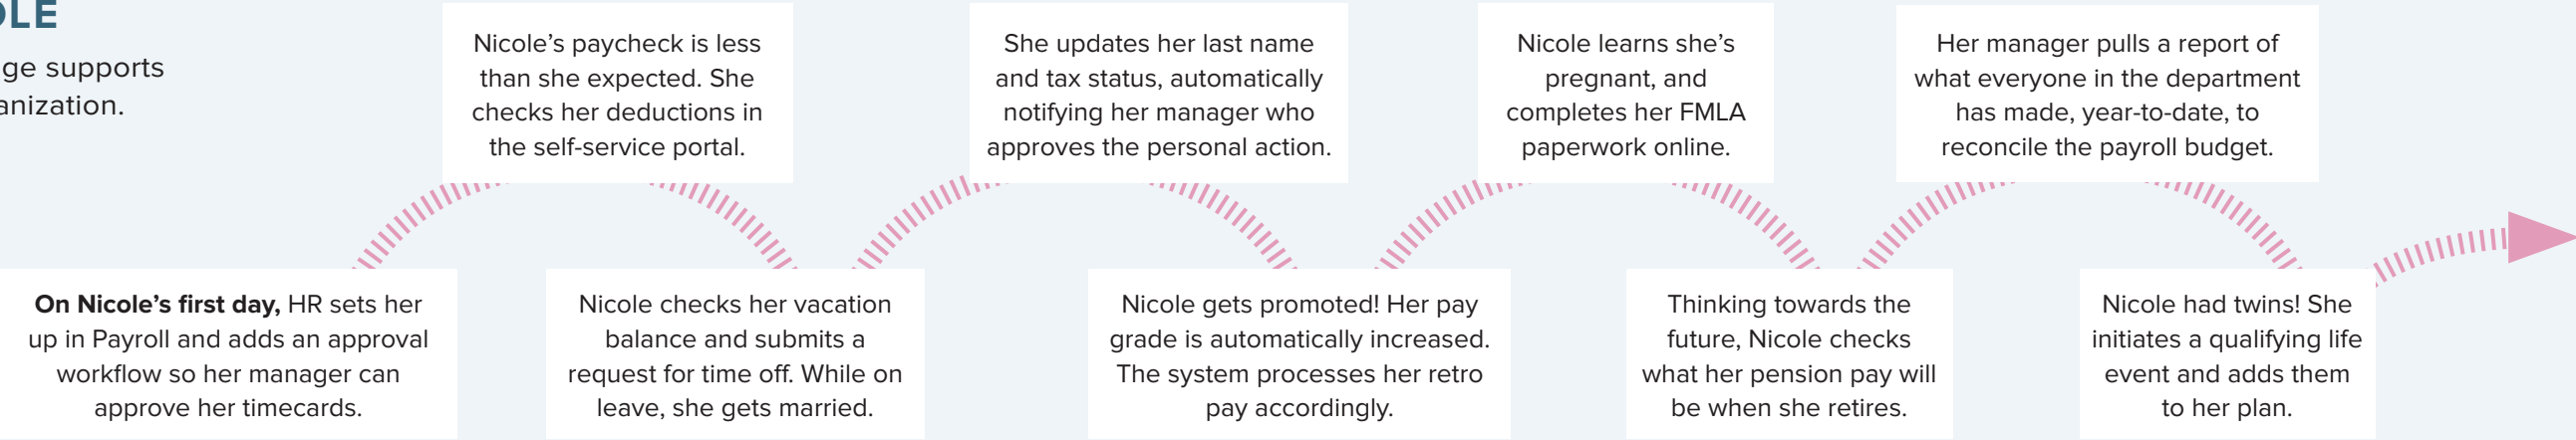 ge supports
anization.
On Nicole’s first day, HR sets her
up in Payroll and adds an approval
workflow so her manager can
approve her timecards.
Nicole’s paycheck is less
than she expected. She
checks her deductions in
the self-service portal.
Nicole checks her vacation
balance and submits a
request for time off. While on
leave, she gets married.
She updates her last name
and tax status, automatically
notifying her manager who
approves the personal action.
Nicole gets promoted! Her pay
grade is automatically increased.
The system processes her retro
pay accordingly.
Nicole learns she’s
pregnant, and
completes her FMLA
paperwork online.
Thinking towards the
future, Nicole checks
what her pension pay will
be when she retires.
Her manager pulls a report of
what everyone in the department
has made, year-to-date, to
reconcile the payroll budget.
Nicole had twins! She
initiates a qualifying life
event and adds them
to her plan.